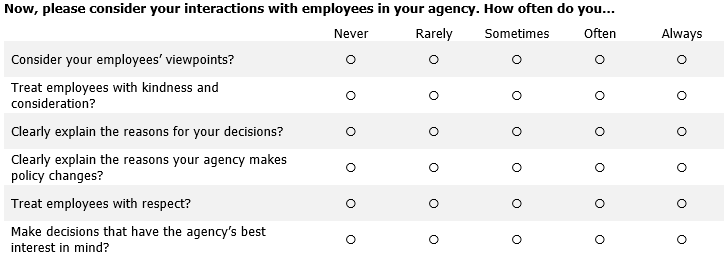 Now, please consider your interactions with employees in your agency. How often do you...
Never Rarely Sometimes Often Always
Consider your employees’ viewpoints?
Treat employees with kindness and
consideration?
Clearly explain the reasons for your decisions?
Clearly explain the reasons your agency makes
policy changes?
Treat employees with respect?
Make decisions that have the agency’s best
interest in mind?